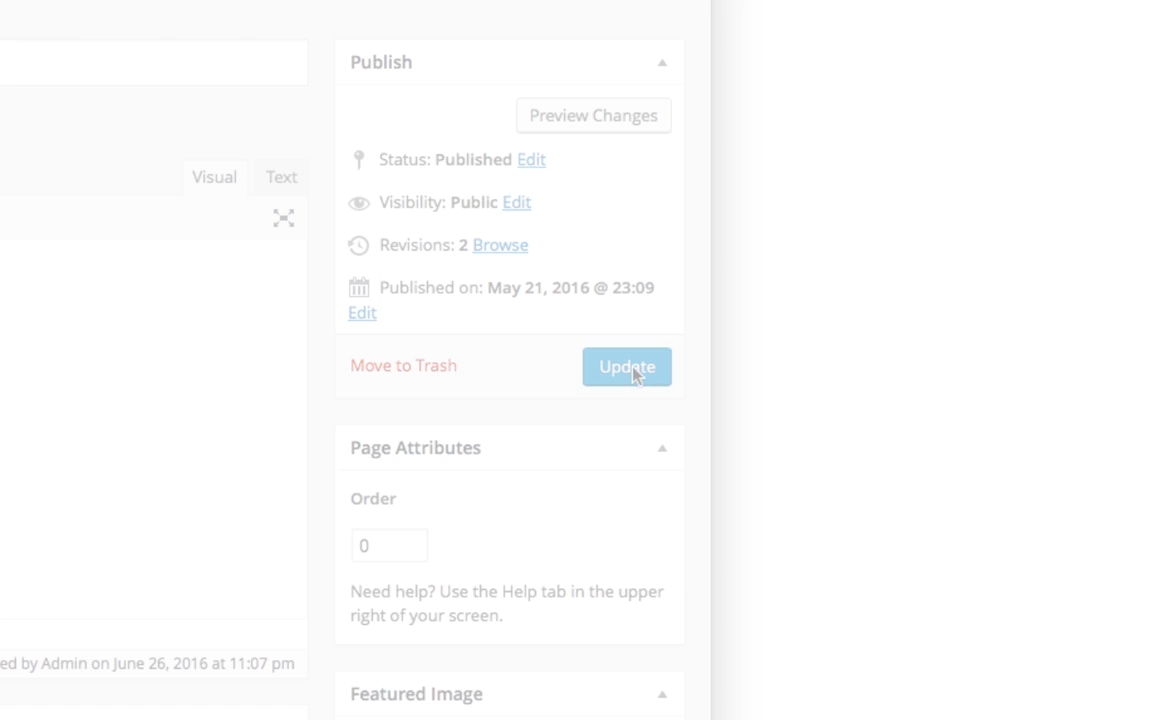 Publish
Preview Changes
Visual
Text
Status: Published Edit
Visibility: Public Edit
Revisions: 2 Browse
Published on: May 21, 2016 @ 23:09
Edit
Move to Trash
Update
Page Attributes
Order
0
Need help? Use the Help tab in the upper
right of your screen.
ed by Admin on June 26, 2016 at 11:07 pm
Featured Image